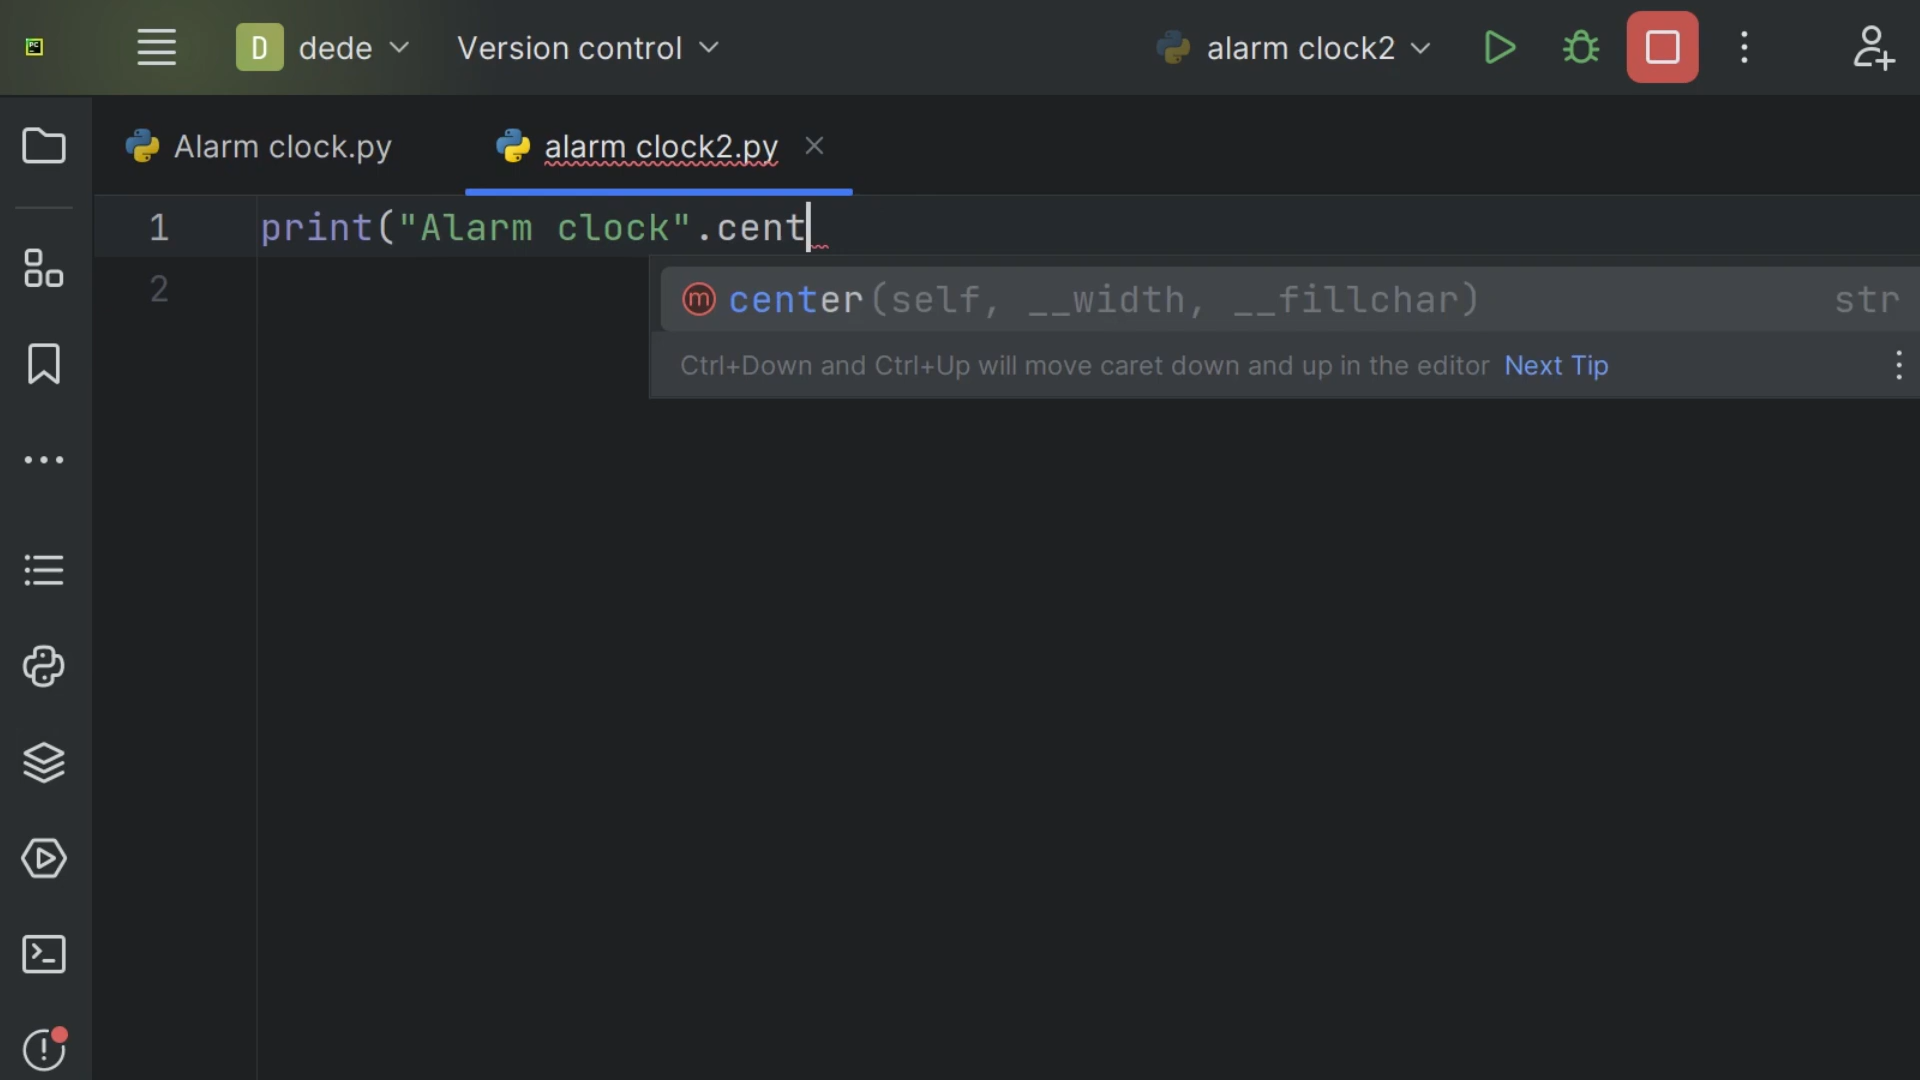 PC
D dede Version control alarm clock2
Alarm clock.py alarm clock2.py
1 print("Alarm clock".cent
2
m center(self, __width, __fillchar) str
Ctrl+Down and Ctrl+Up will move caret down and up in the editor Next Tip